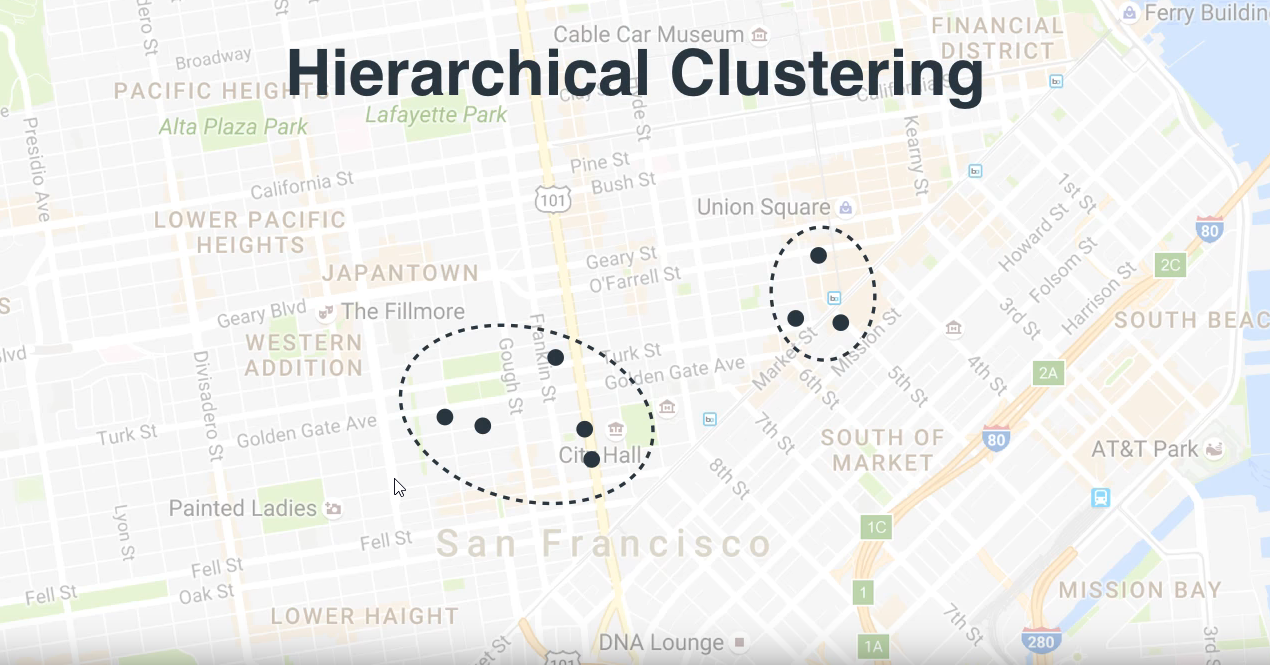 Ferry Buildin
Cable Car Museum
FINANCIAL
DISTRICT
Broadway
Hierarchical Clustering
PACIFIC HEIGHTS
Lafayette Park
Alta Plaza Park
Presidio Ave
Kearny St
Pine St
Bush St
California St
101
1st St
Union Square
LOWER PACIFIC
HEIGHTS
Howard St
80
Folsom St
Geary St
O'Farrell St
2C
Harrison St
JAPANTOWN
Geary Blvd
The Fillmore
3rd St
SOUTH BEAC
WESTERN
ADDITION
Franklin St
Gough St
Turk St
Golden Gate Ave
Market St
Mission St
6th St
5th St
4th St
2A
Divisadero St
Turk St
Golden Gate Ave
7th St
SOUTH OF
MARKET
80
AT&T Park
City Hall
8th St
Painted Ladies
Lyon St
1C
San Francisco
Fell St
Fell St
Oak St
Fell St
1
MISSION BAY
LOWER HAIGHT
7th St
3rd S
DNA Lounge
1A
280
101